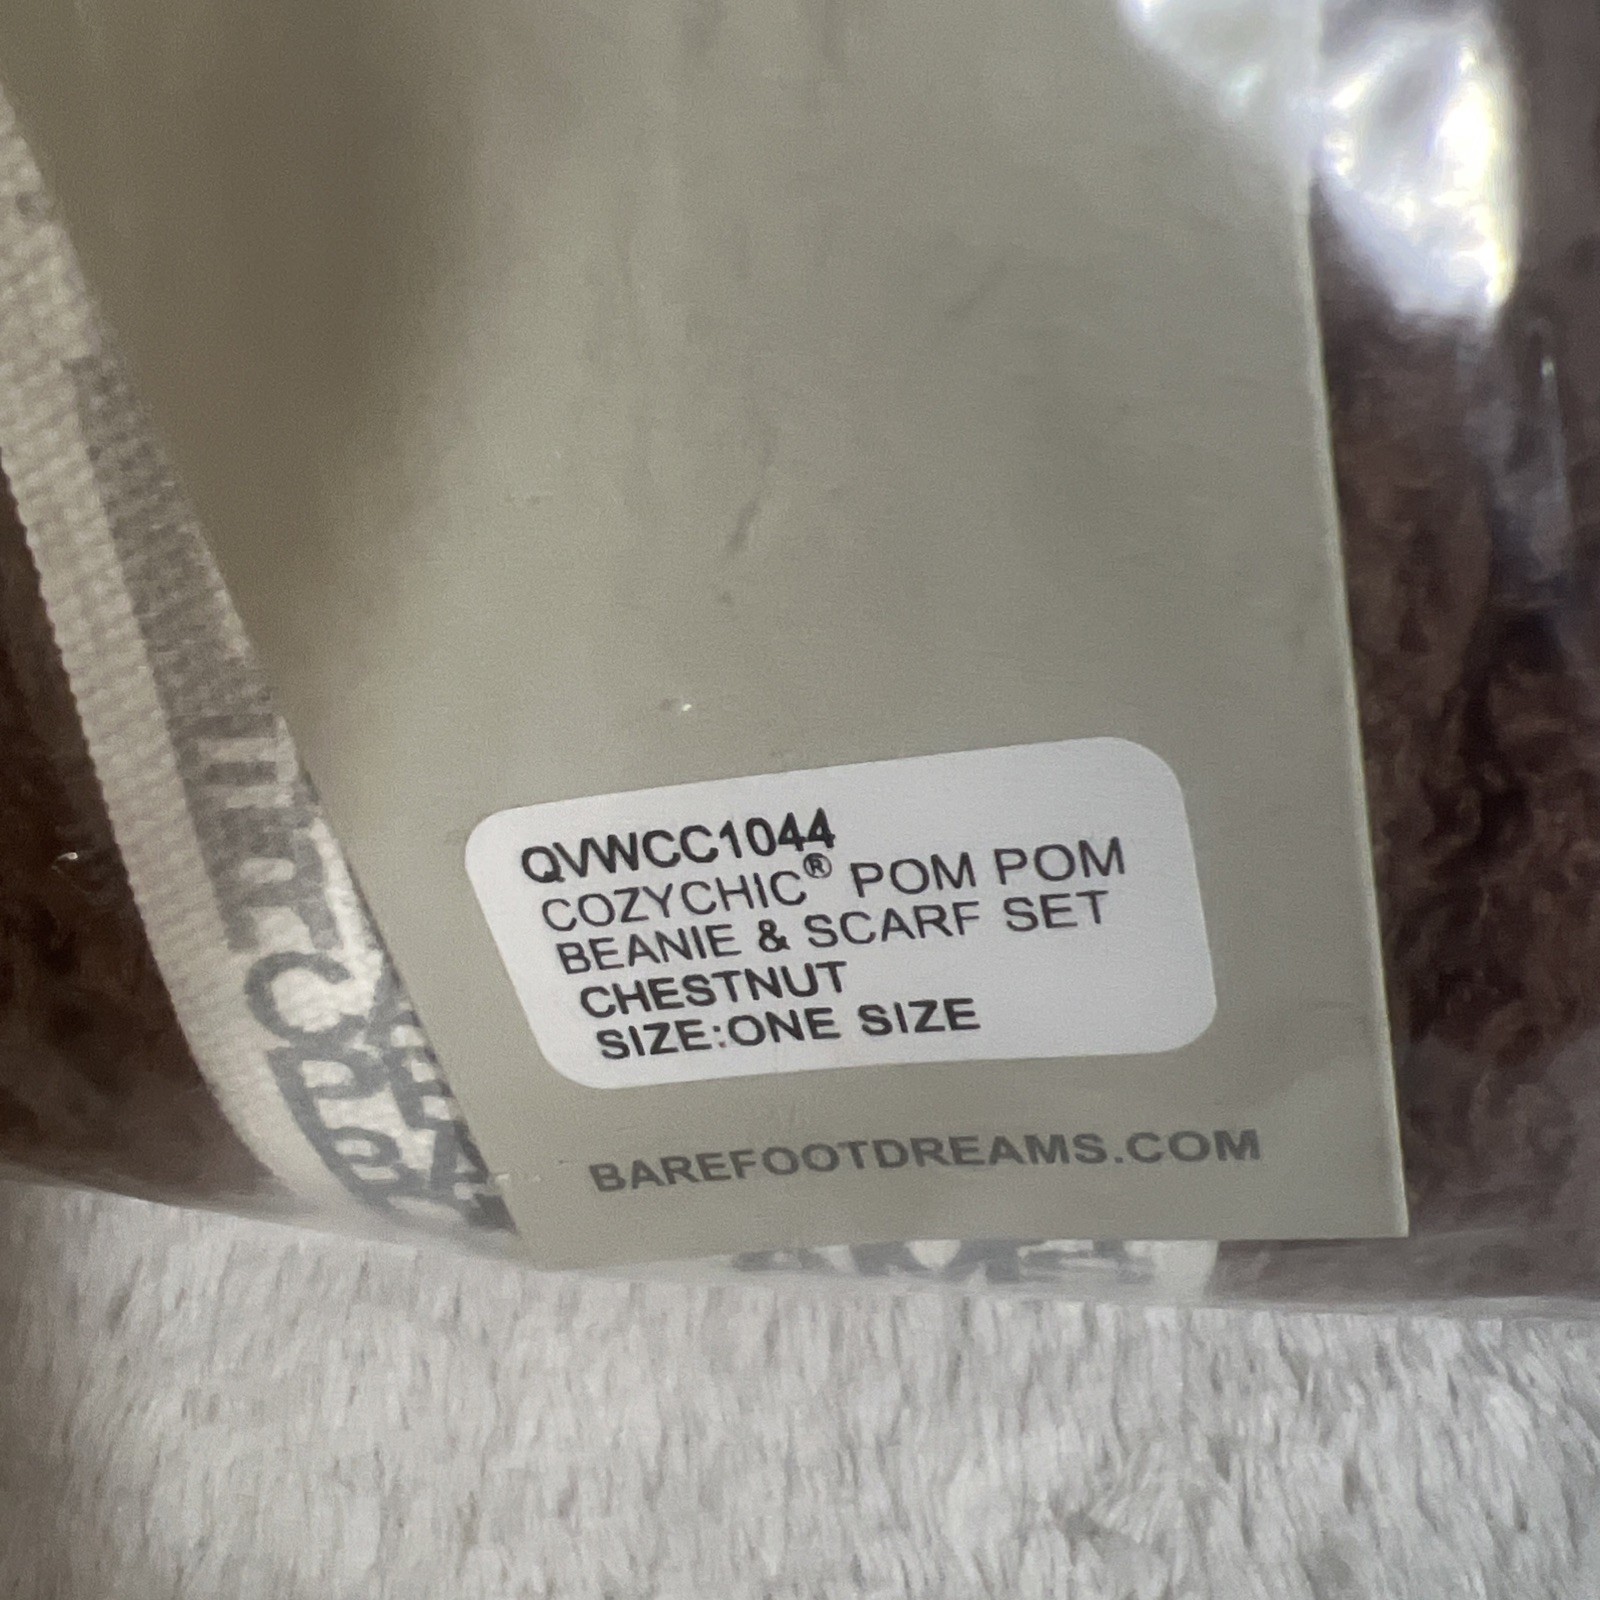 QVWCC1044
COZYCHIC® POM POM
BEANIE & SCARF SET
CHESTNUT
SIZE:ONE SIZE
BAREFOOTDREAMS.COM